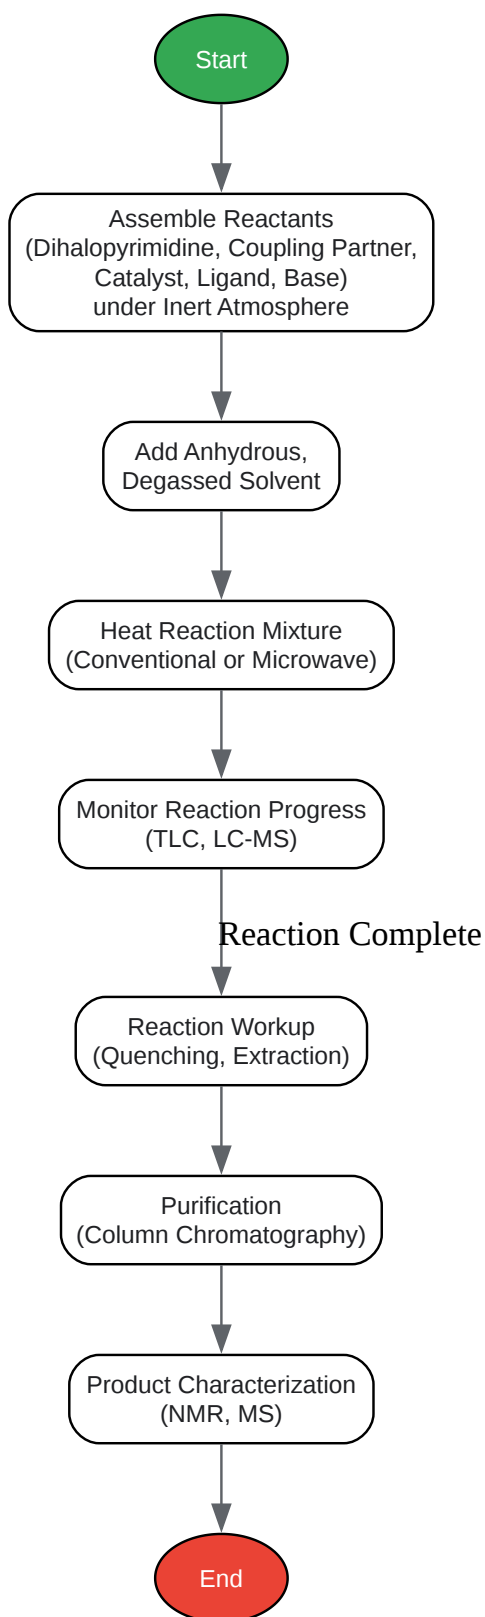 Start
Assemble Reactants
(Dihalopyrimidine, Coupling Partner,
Catalyst, Ligand, Base)
under Inert Atmosphere
Add Anhydrous,
Degassed Solvent
Heat Reaction Mixture
(Conventional or Microwave)
Monitor Reaction Progress
(TLC, LC-MS)
Reaction Complete
Reaction Workup
(Quenching, Extraction)
Purification
(Column Chromatography)
Product Characterization
(NMR, MS)
End